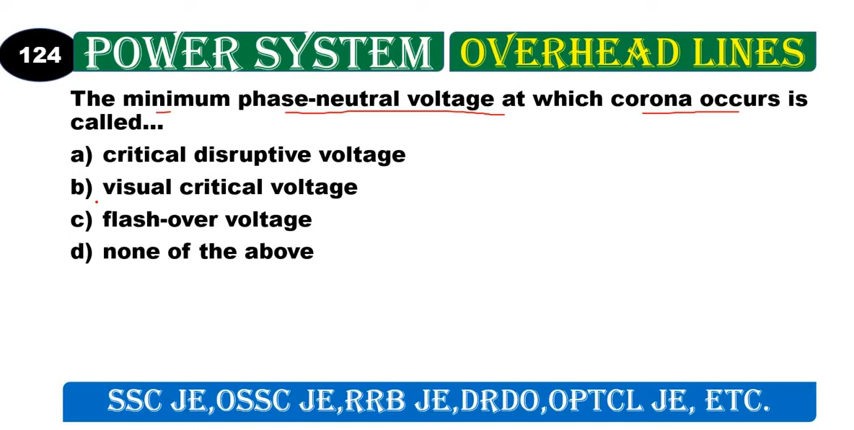 124
POWER SYSTEM
OVERHEAD LINES
The minimum phase-neutral voltage at which corona occurs is
called...
a) critical disruptive voltage
b) visual critical voltage
c) flash-over voltage
d) none of the above
SSC JE,OSSC JE,RRB JE,DRDO,OPTCL JE, ETC.